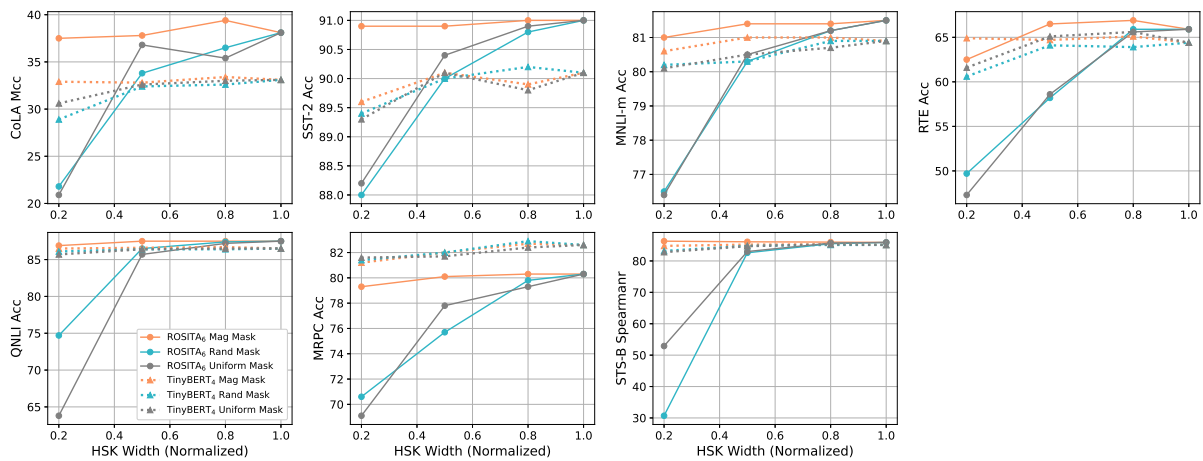 CoLA Mcc
40
35
30
25
20
0.2 0.4 0.6 0.8 1.0
SST-2 Acc
91.0
90.5
90.0
89.5
89.0
88.5
88.0
0.2 0.4 0.6 0.8 1.0
MNLI-m Acc
81
80
79
78
77
76
0.2 0.4 0.6 0.8 1.0
RTE Acc
65
60
55
50
0.2 0.4 0.6 0.8 1.0
QNLI Acc
85
80
75
70
65
ROSITA6 Mag Mask
ROSITA6 Rand Mask
ROSITA6 Uniform Mask
TinyBERT4 Mag Mask
TinyBERT4 Rand Mask
TinyBERT4 Uniform Mask
0.2 0.4 0.6 0.8 1.0
HSK Width (Normalized)
MRPC Acc
82
80
78
76
74
72
70
0.2 0.4 0.6 0.8 1.0
HSK Width (Normalized)
STS-B Spearmanr
90
80
70
60
50
40
30
0.2 0.4 0.6 0.8 1.0
HSK Width (Normalized)